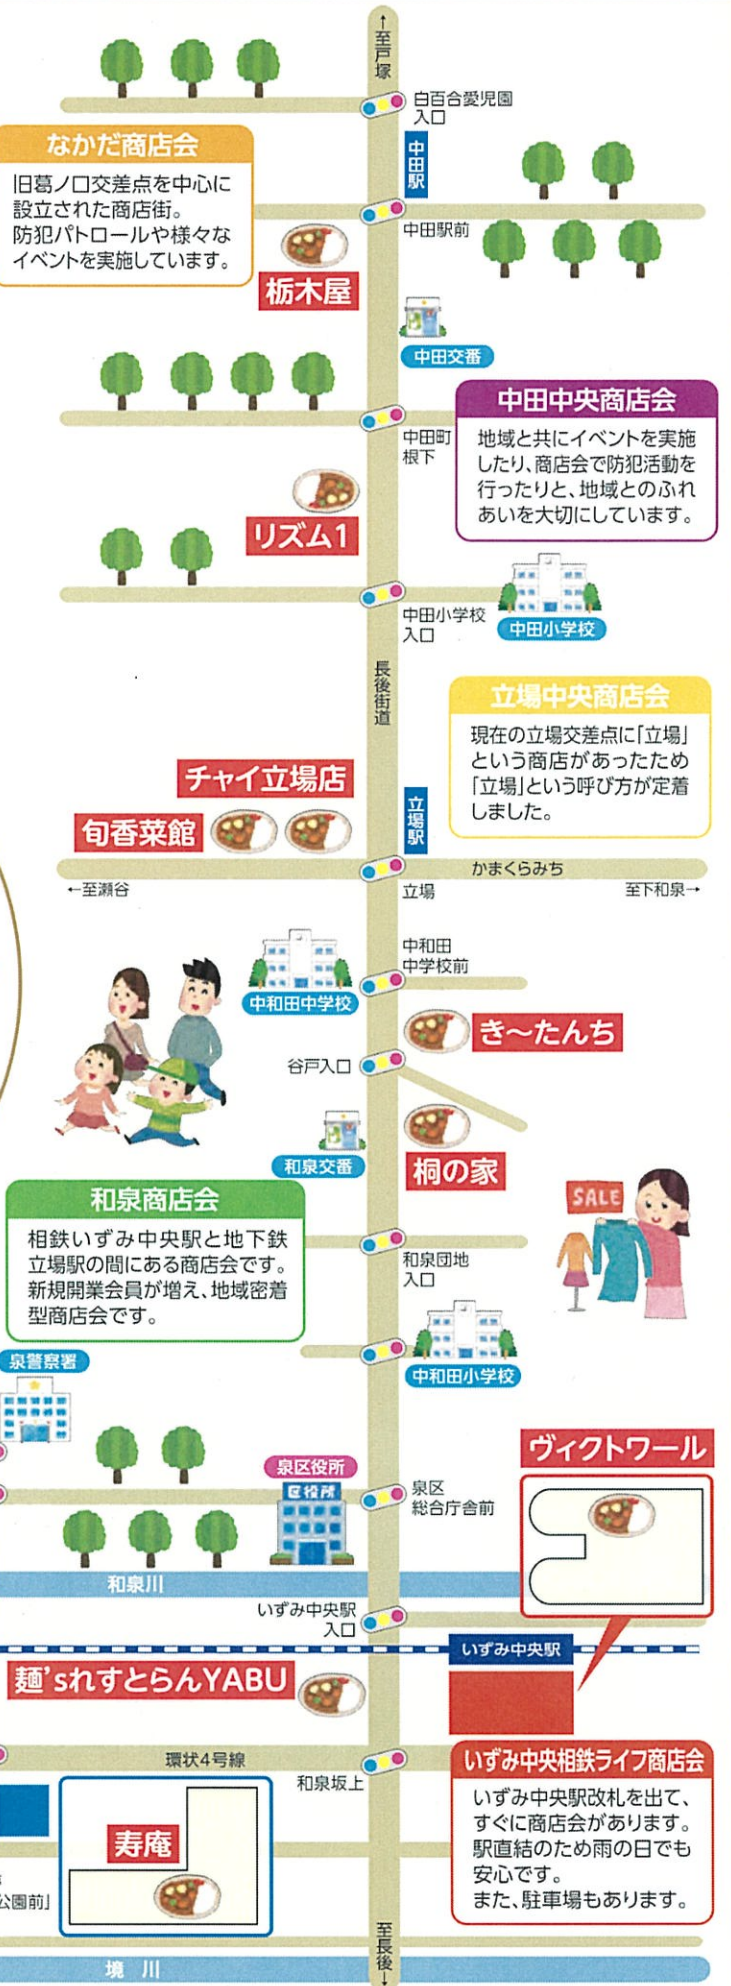 ←至戸塚
白百合愛児園
入口
なかだ商店会
旧葛ノ口交差点を中心に
設立された商店街。
防犯パトロールや様々な
イベントを実施しています。
中田駅
中田駅前
栃木屋
中田交番
中田中央商店会
地域と共にイベントを実施
したり、商店会で防犯活動を
行ったりと、地域とのふれ
あいを大切にしています。
中田町
根下
リズム1
中田小学校
入口
中田小学校
長後街道
立場中央商店会
現在の立場交差点に「立場」
という商店があったため
「立場」という呼び方が定着
しました。
チャイ立場店
旬香菜館
立場駅
かまくらみち
←至瀬谷
立場
至下和泉→
中和田
中学校前
中和田中学校
き～たんち
谷戸入口
和泉交番
桐の家
SALE
和泉商店会
相鉄いずみ中央駅と地下鉄
立場駅の間にある商店会です。
新規開業会員が増え、地域密着
型商店会です。
和泉団地
入口
泉警察署
中和田小学校
ヴィクトワール
泉区役所
区役所
泉区
総合庁舎前
和泉川
いずみ中央駅
入口
いずみ中央駅
麺'sれすとらんYABU
環状4号線
和泉坂上
いずみ中央相鉄ライフ商店会
いずみ中央駅改札を出て、
すぐに商店会があります。
駅直結のため雨の日でも
安心です。
また、駐車場もあります。
寿庵
公園前」
至長後→
境川